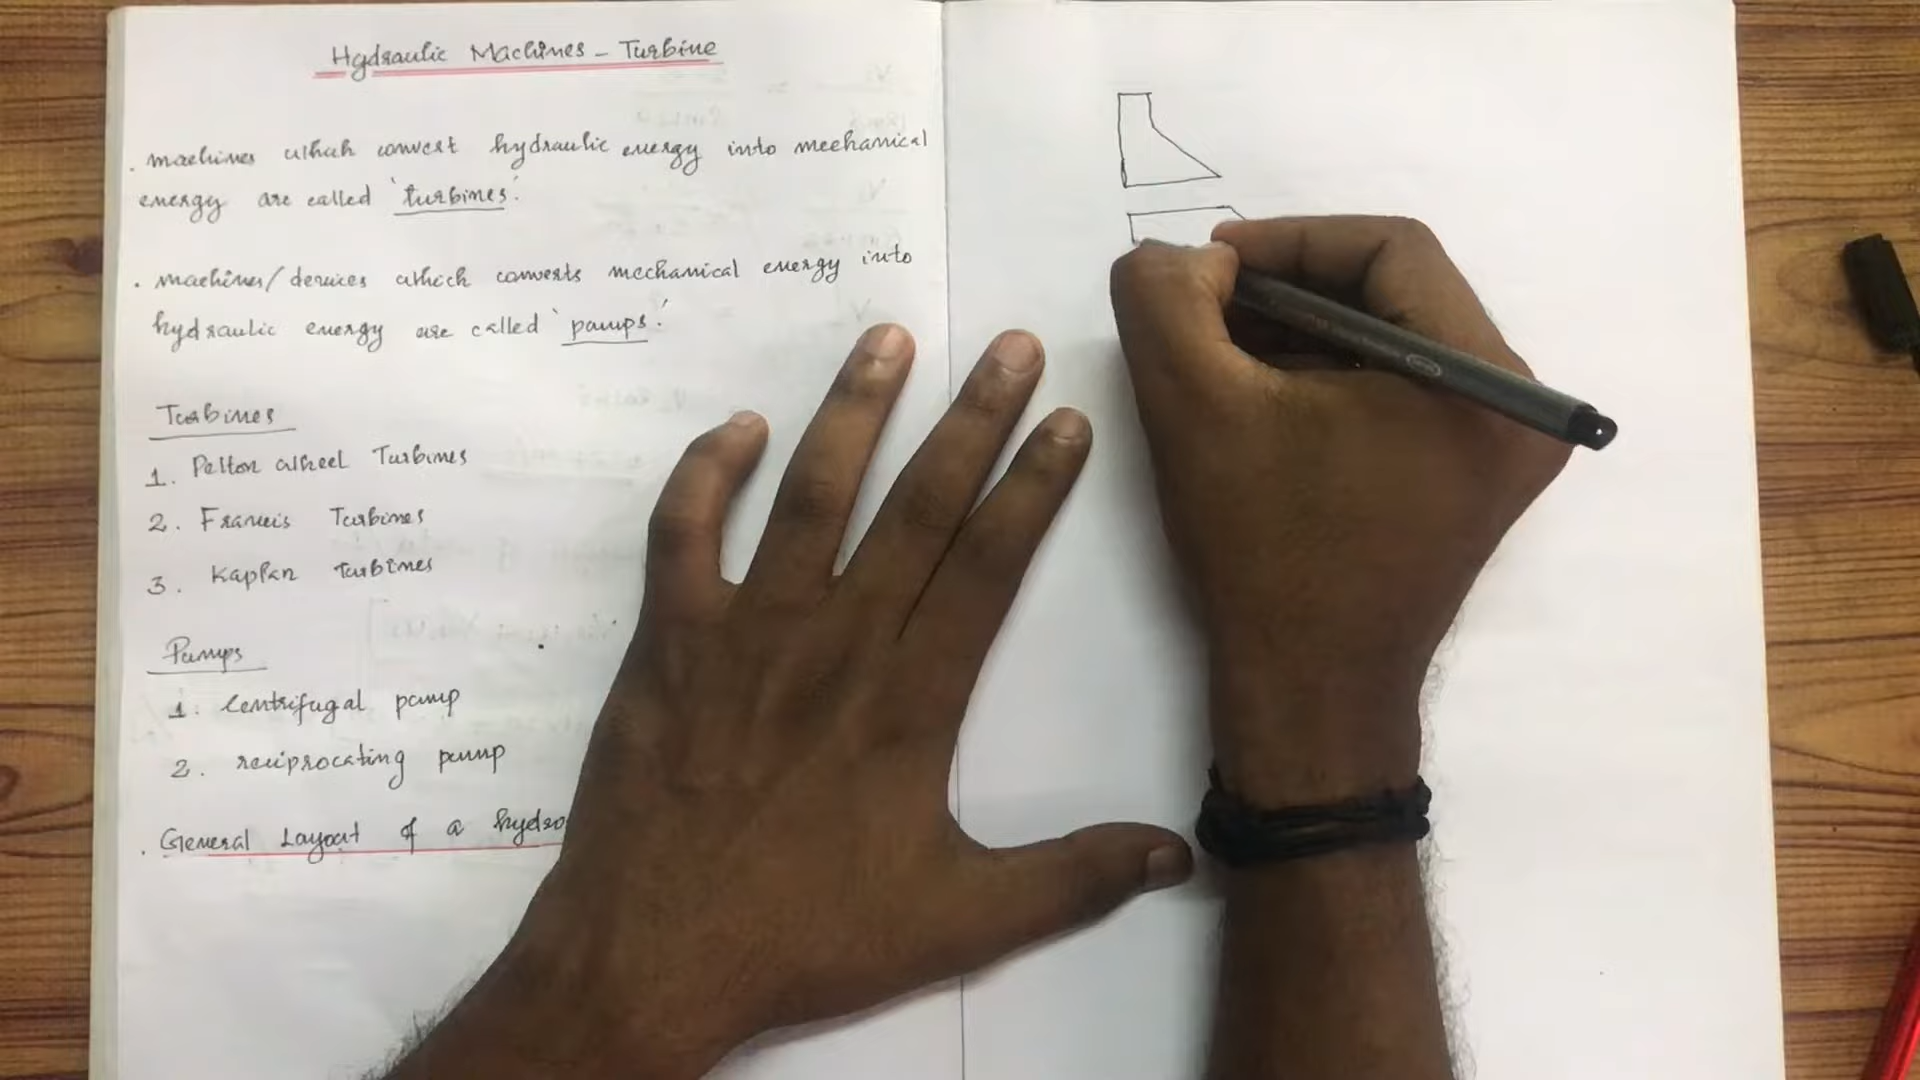 Hydraulic Machines - Turbine
. machines which convert hydraulic energy into mechanical
energy are called 'turbines'.
. machines/devices which converts mechanical energy into
hydraulic energy are called 'pumps'.
Turbines
1. Pelton wheel Turbines
2. Francis Turbines
3. Kaplan turbines
Pumps
1. centrifugal pump
2. reciprocating pump
. General Layout of a hydro